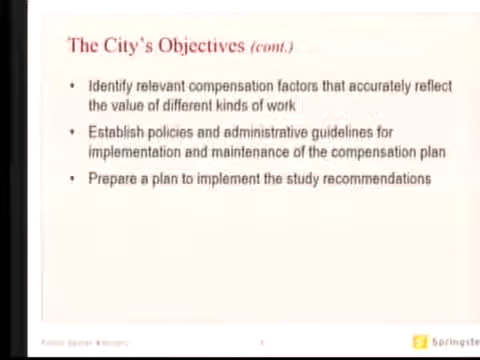 The City's Objectives (cont.)
• Identify relevant compensation factors that accurately reflect
the value of different kinds of work
• Establish policies and administrative guidelines for
implementation and maintenance of the compensation plan
• Prepare a plan to implement the study recommendations
Springste